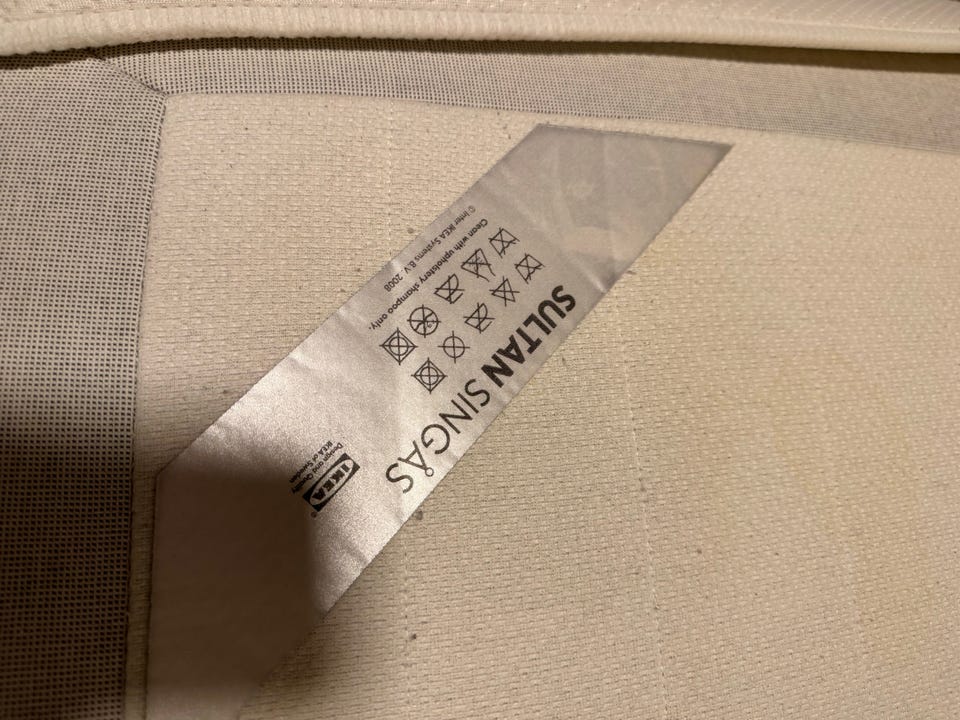 SULTAN SINGÅS
Clean with upholstery shampoo only.
© Inter IKEA Systems B.V. 2008
IKEA®
Design and Quality
IKEA of Sweden